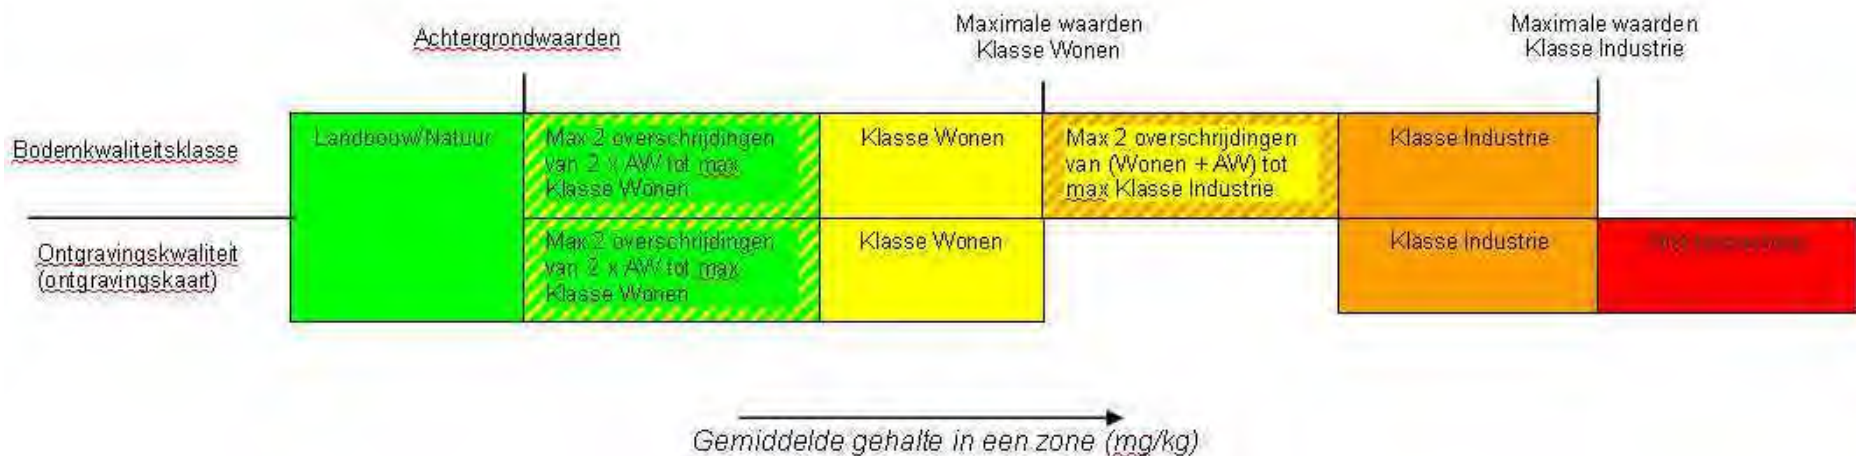 Achtergrondwaarden
Maximale waarden
Klasse Wonen
Maximale waarden
Klasse Industrie
Bodemkwaliteitsklasse
Landbouw/Natuur
Max 2 overschrijdingen
van 2 x AW tot max
Klasse Wonen
Klasse Wonen
Max 2 overschrijdingen
van (Wonen + AW) tot
max Klasse Industrie
Klasse Industrie
Ontgravingskwaliteit
(ontgravingskaart)
Max 2 overschrijdingen
van 2 x AW tot max
Klasse Wonen
Klasse Wonen
Klasse Industrie
Gemiddelde gehalte in een zone (mg/kg)